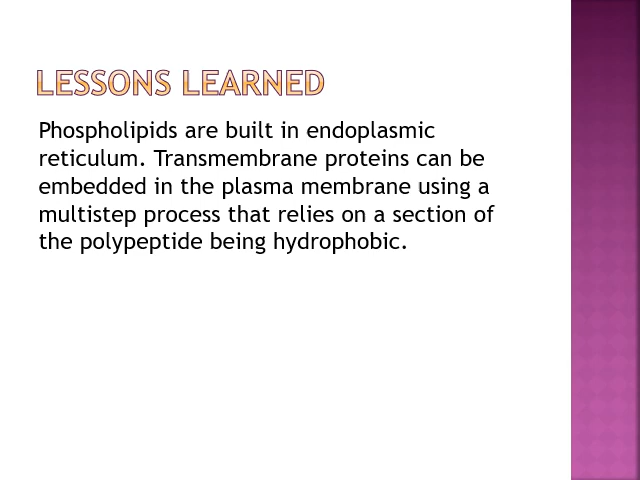 LESSONS LEARNED
Phospholipids are built in endoplasmic
reticulum. Transmembrane proteins can be
embedded in the plasma membrane using a
multistep process that relies on a section of
the polypeptide being hydrophobic.